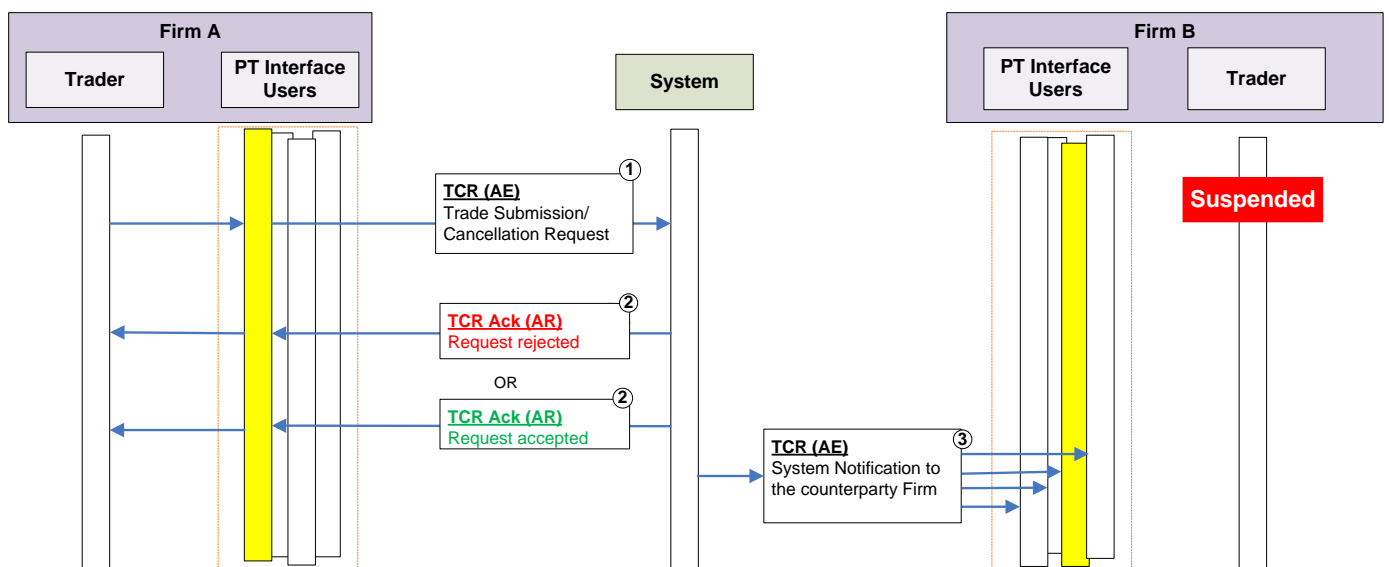 Firm A
Trader
PT Interface
Users
System
Firm B
PT Interface
Users
Trader
1
TCR (AE)
Trade Submission/
Cancellation Request
Suspended
2
TCR Ack (AR)
Request rejected
OR
2
TCR Ack (AR)
Request accepted
3
TCR (AE)
System Notification to
the counterparty Firm